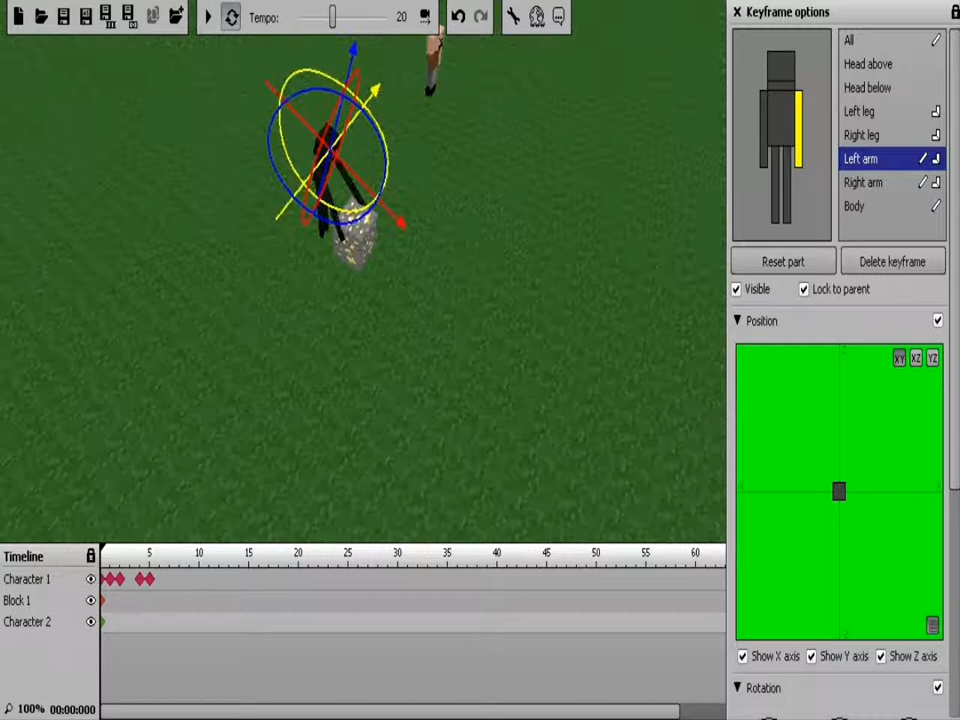 Tempo: 20
Keyframe options
All
Head above
Head below
Left leg
Right leg
Left arm
Right arm
Body
Reset part Delete keyframe
Visible Lock to parent
Position
XY XZ YZ
Show X axis Show Y axis Show Z axis
Rotation
Timeline 5 10 15 20 25 30 35 40 45 50 55 60
Character 1
Block 1
Character 2
100% 00:00:000